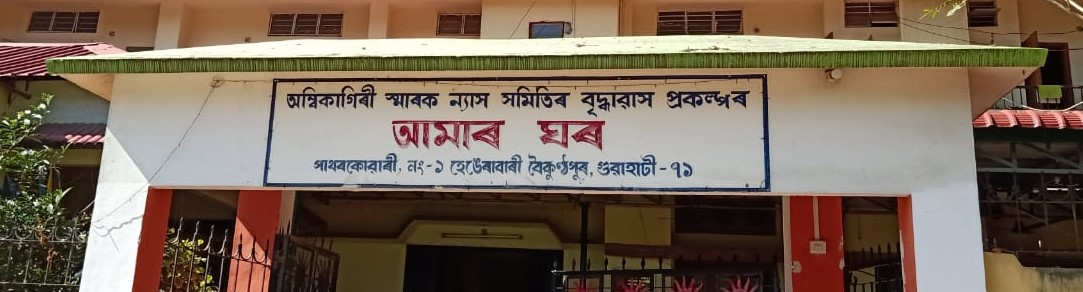 অম্বিকাগিৰী স্মাৰক ন্যাস সমিতিৰ বৃদ্ধাৱাস প্ৰকল্পৰ
আমাৰ ঘৰ
পাথৰকোৱাৰী, নং-১ হেঙেৰাবাৰী বৈকুণ্ঠপুৰ, গুৱাহাটী-৭১